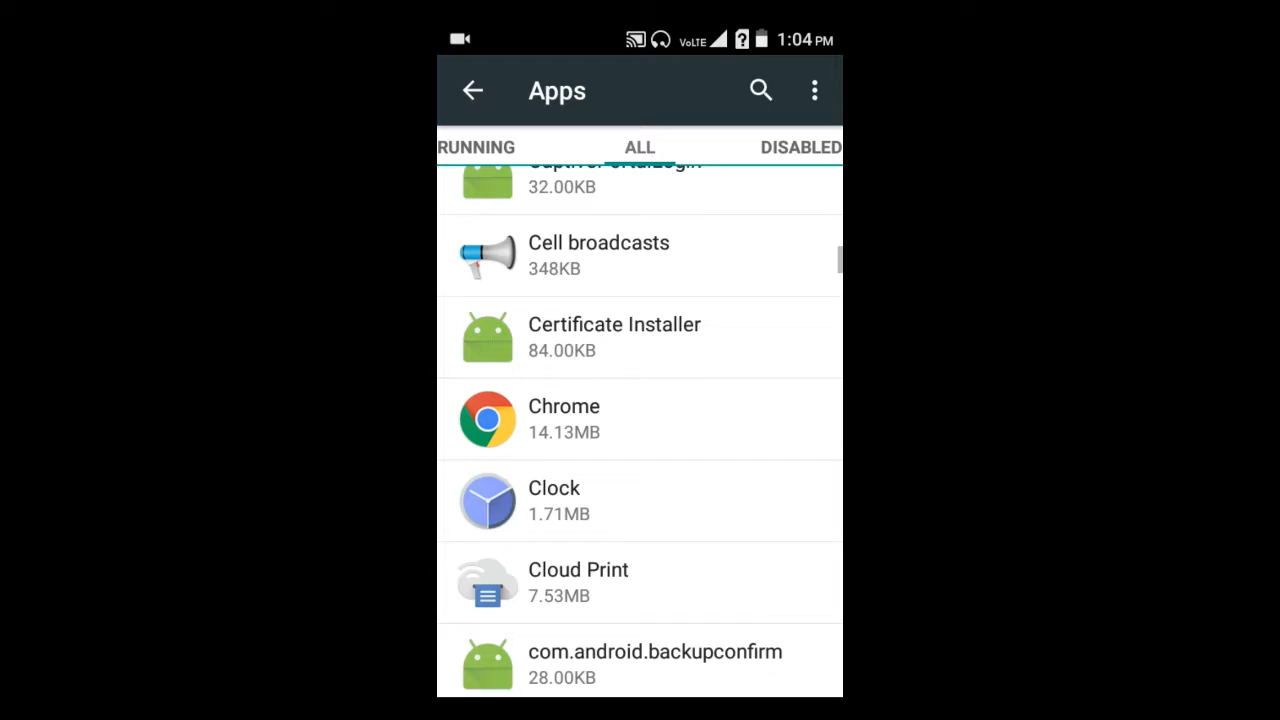 VoLTE 1:04 PM
Apps
RUNNING ALL DISABLED
32.00KB
Cell broadcasts
348KB
Certificate Installer
84.00KB
Chrome
14.13MB
Clock
1.71MB
Cloud Print
7.53MB
com.android.backupconfirm
28.00KB